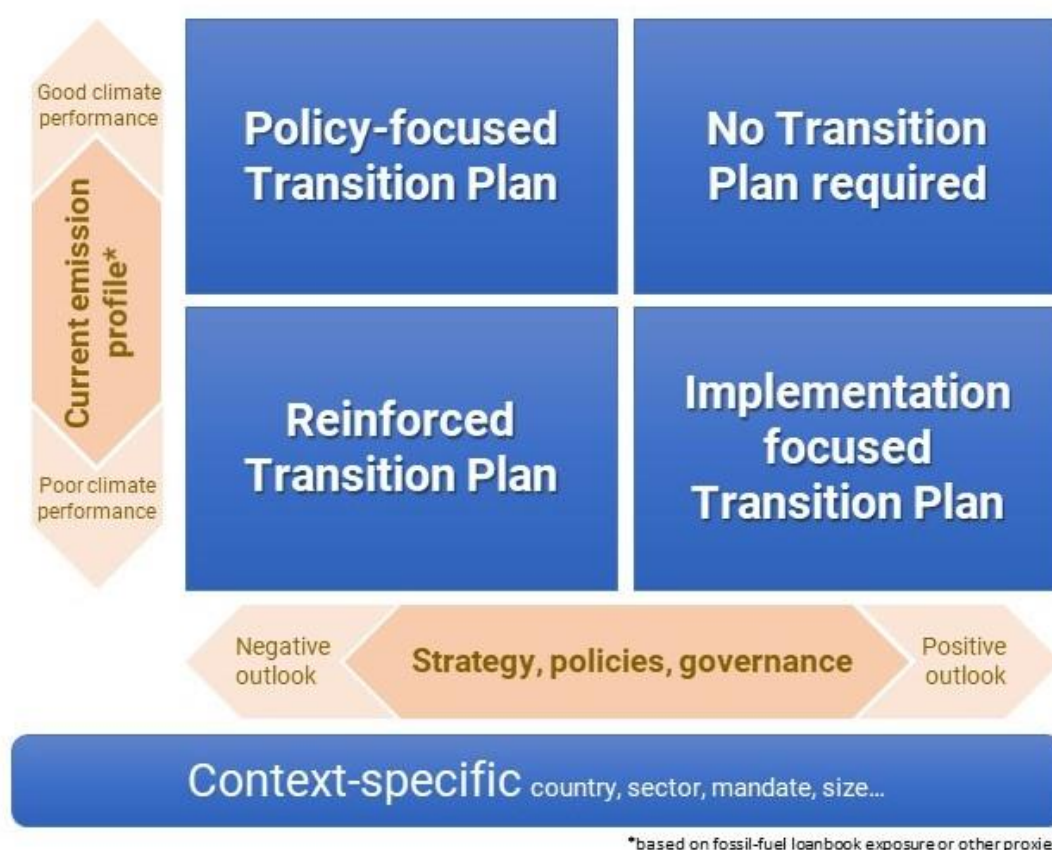 Good climate
performance
Current emission
profile*
Poor climate
performance
Policy-focused
Transition Plan
No Transition
Plan required
Reinforced
Transition Plan
Implementation
focused
Transition Plan
Negative
outlook
Strategy, policies, governance
Positive
outlook
Context-specific country, sector, mandate, size...
*based on fossil-fuel loanbook exposure or other proxie